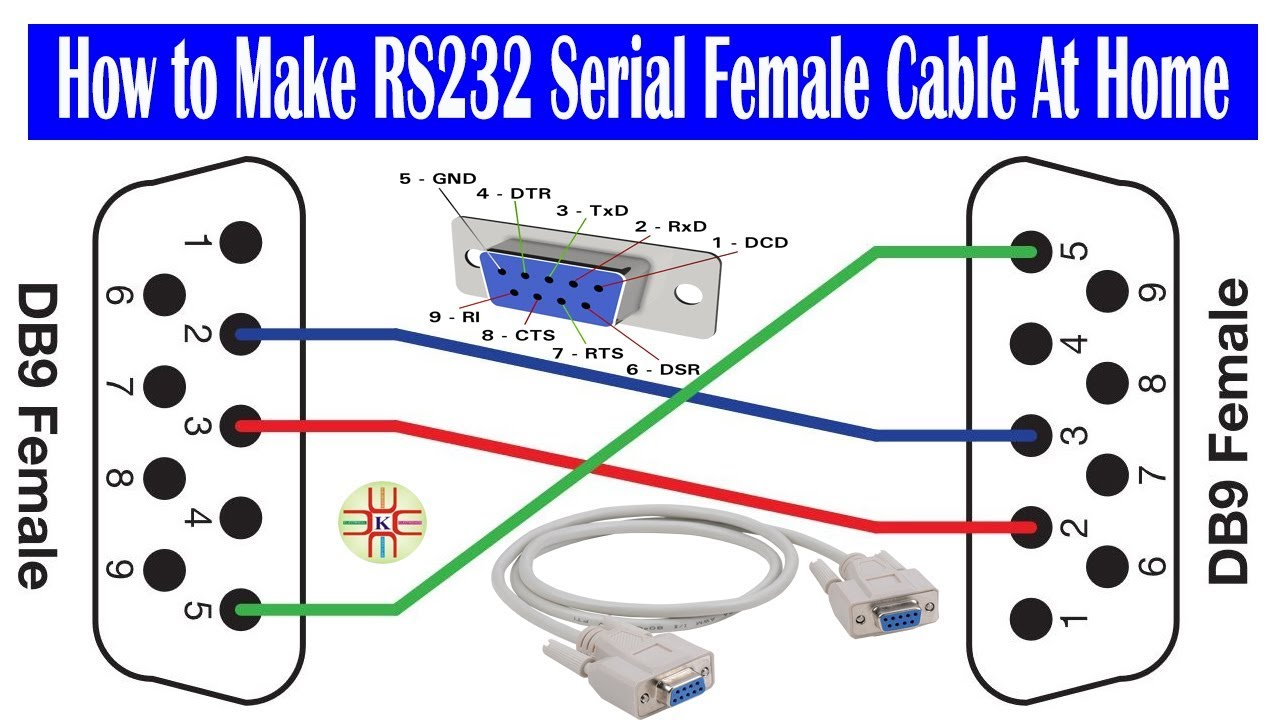 How to Make RS232 Serial Female Cable At Home
5 - GND
4 - DTR
3 - TxD
2 - RxD
1 - DCD
9 - RI
8 - CTS
7 - RTS
6 - DSR
DB9 Female
1
6
2
7
3
8
4
9
5
5
9
4
8
3
7
2
6
1
DB9 Female
K